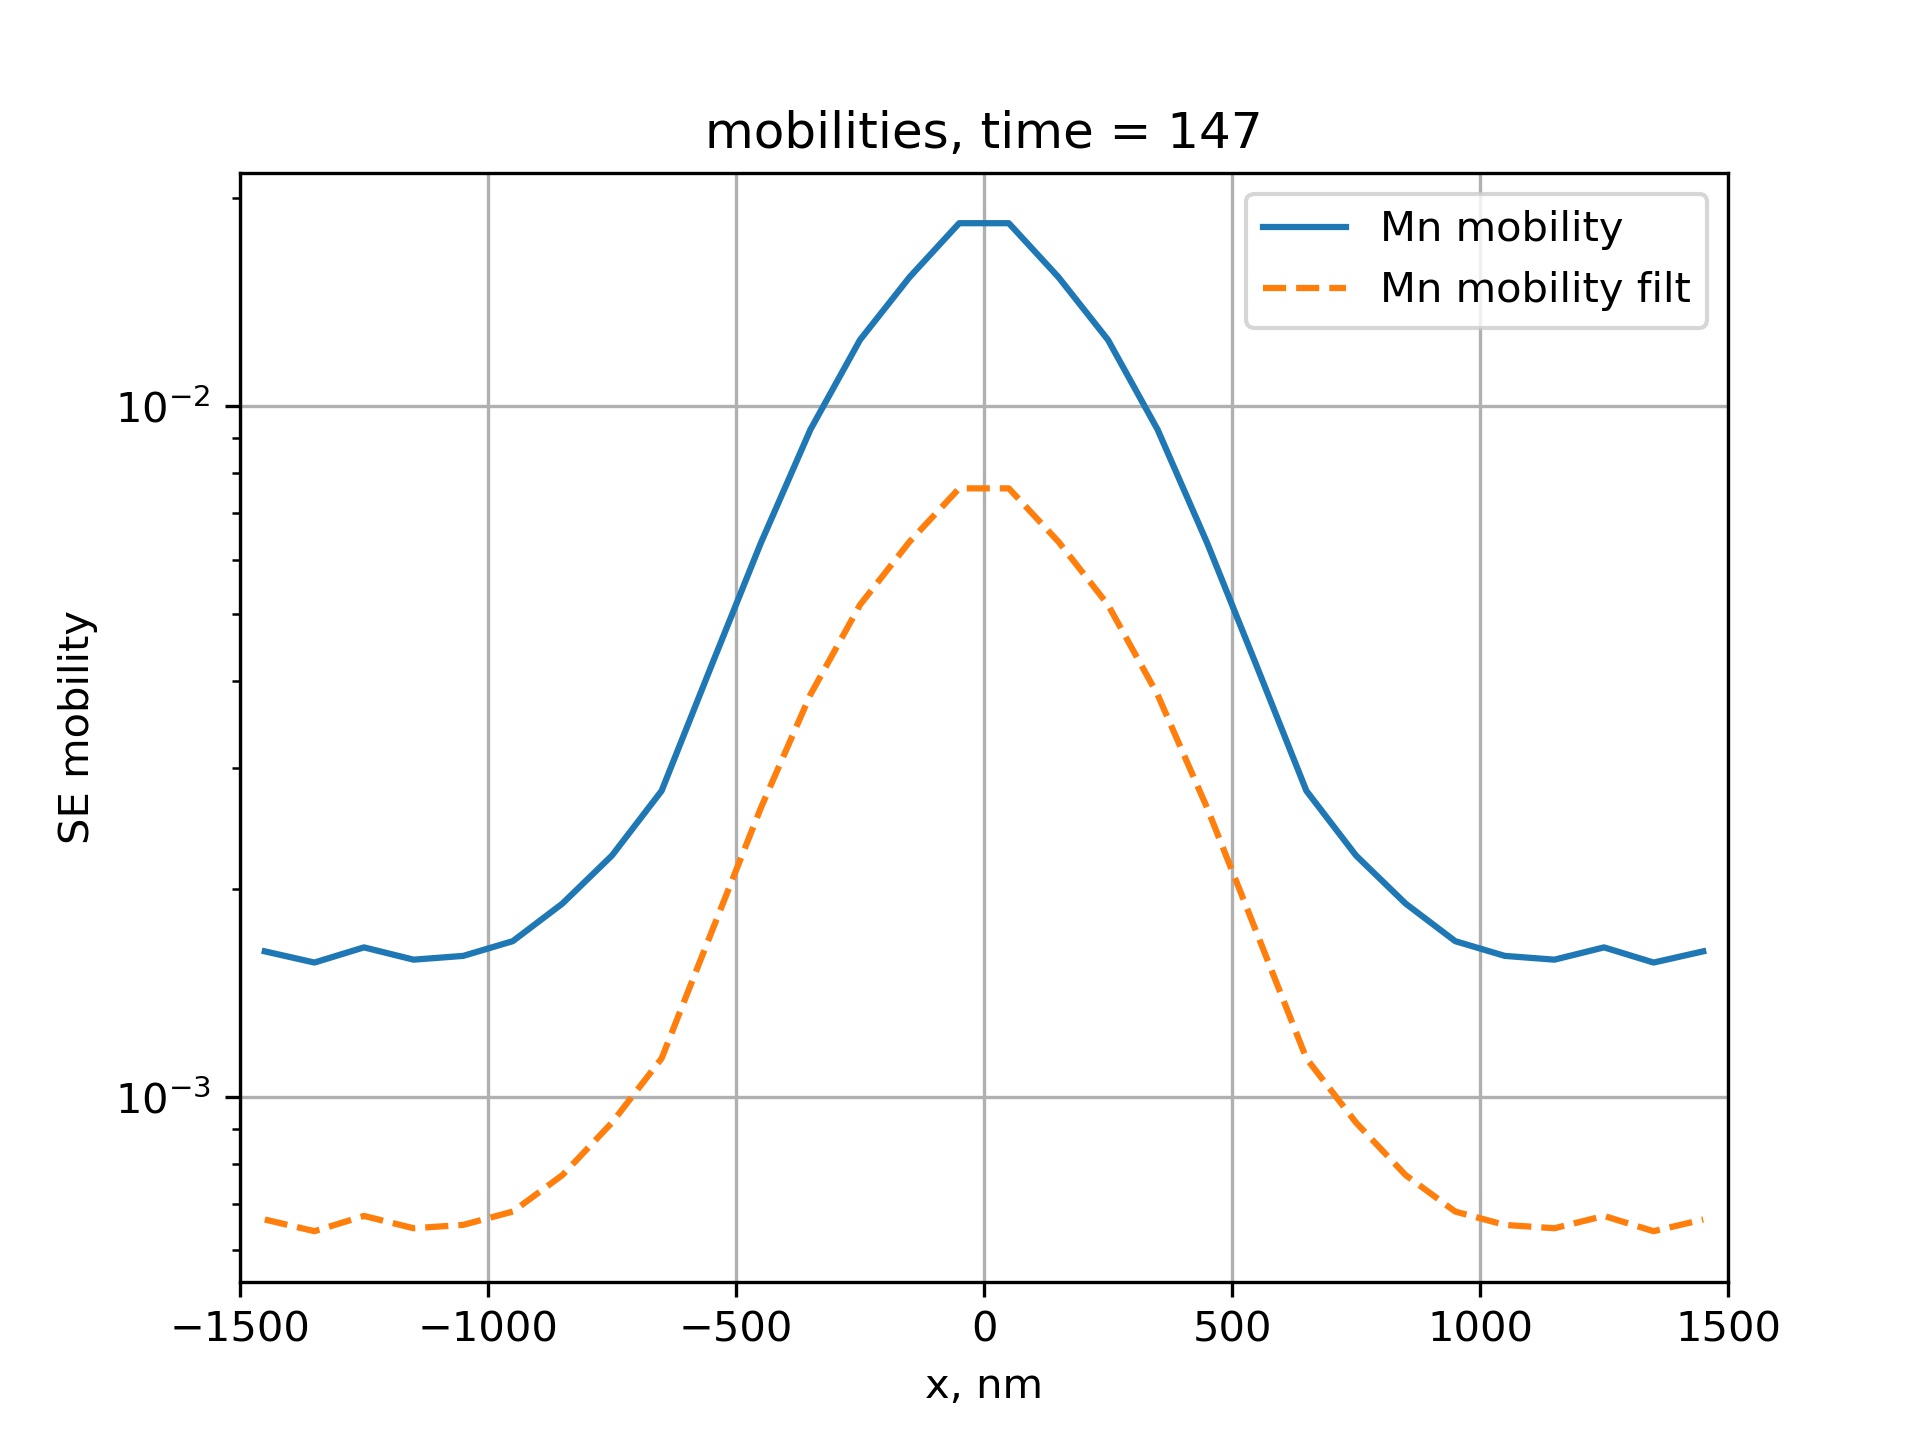 mobilities, time = 147
Mn mobility
Mn mobility filt
SE mobility
10⁻²
10⁻³
−1500 −1000 −500 0 500 1000 1500
x, nm